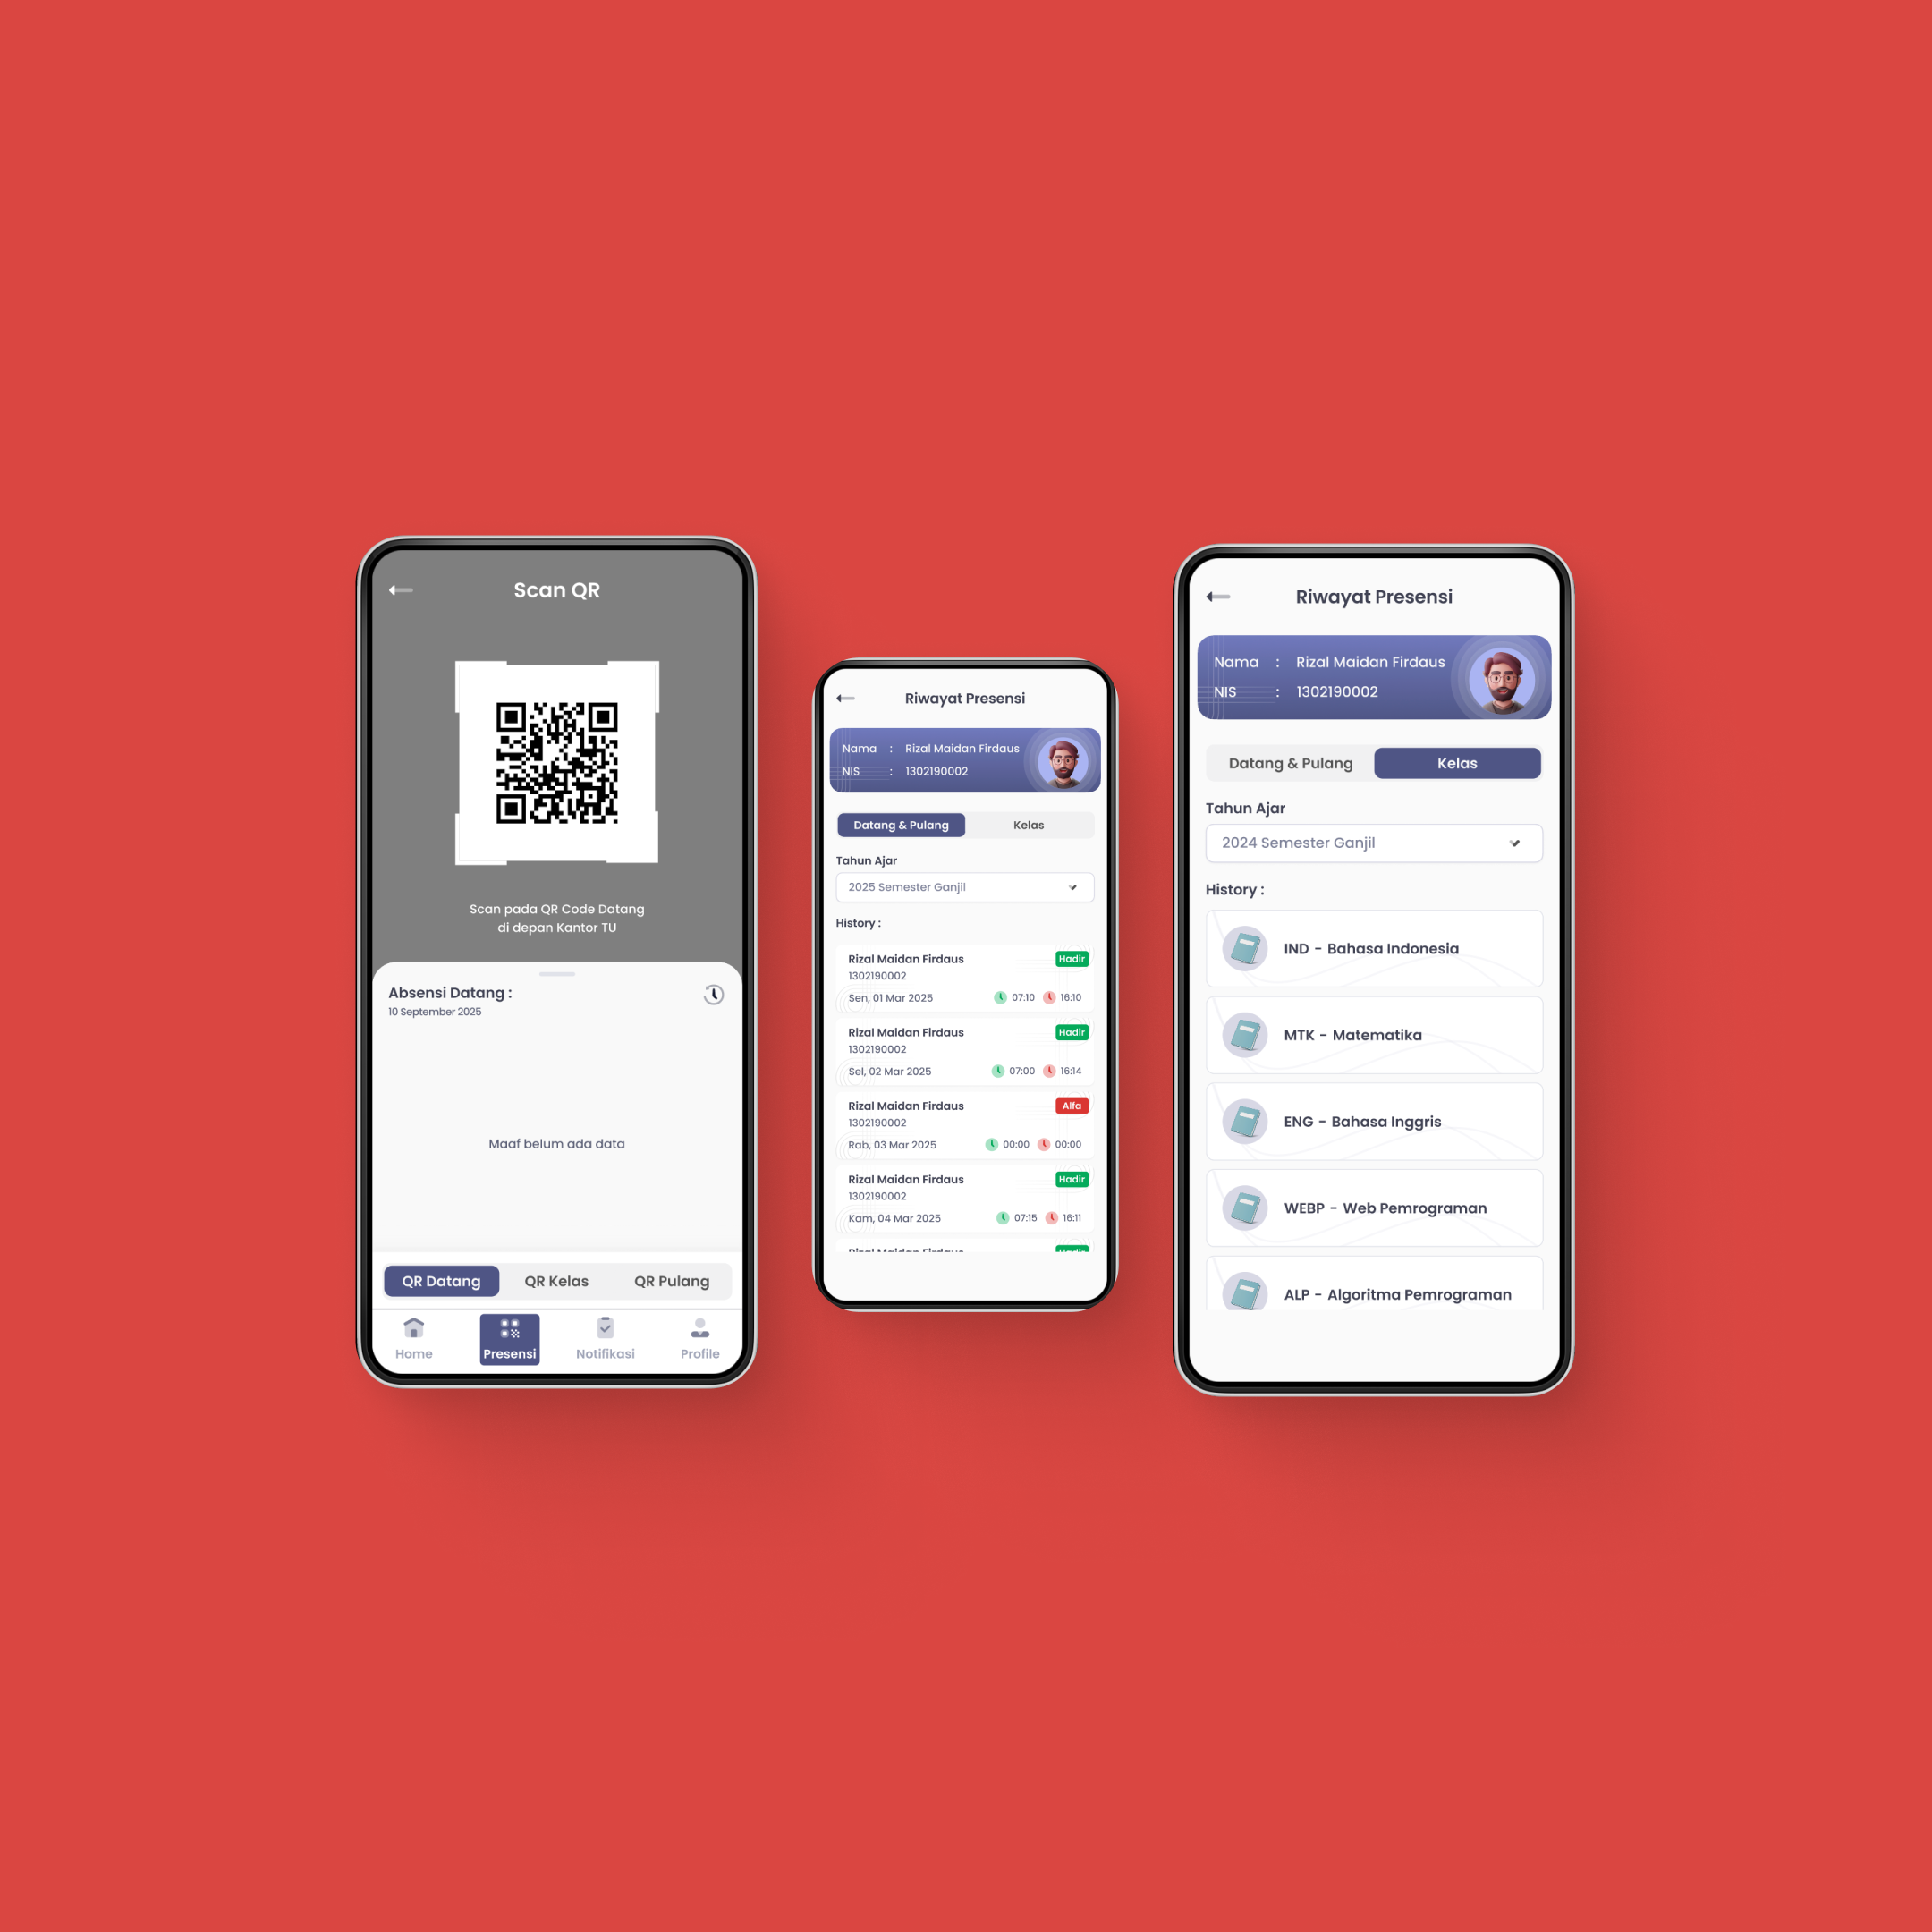 Scan QR
Scan pada QR Code Datang
di depan Kantor TU
Absensi Datang :
10 September 2025
Maaf belum ada data
QR Datang QR Kelas QR Pulang
Home Presensi Notifikasi Profile
Riwayat Presensi
Nama : Rizal Maidan Firdaus
NIS : 1302190002
Datang & Pulang Kelas
Tahun Ajar
2025 Semester Ganjil
History :
Rizal Maidan Firdaus Hadir
1302190002
Sen, 01 Mar 2025 07:10 16:10
Rizal Maidan Firdaus Hadir
1302190002
Sel, 02 Mar 2025 07:00 16:14
Rizal Maidan Firdaus Alfa
1302190002
Rab, 03 Mar 2025 00:00 00:00
Rizal Maidan Firdaus Hadir
1302190002
Kam, 04 Mar 2025 07:15 16:11
Riwayat Presensi
Nama : Rizal Maidan Firdaus
NIS : 1302190002
Datang & Pulang Kelas
Tahun Ajar
2024 Semester Ganjil
History :
IND - Bahasa Indonesia
MTK - Matematika
ENG - Bahasa Inggris
WEBP - Web Pemrograman
ALP - Algoritma Pemrograman